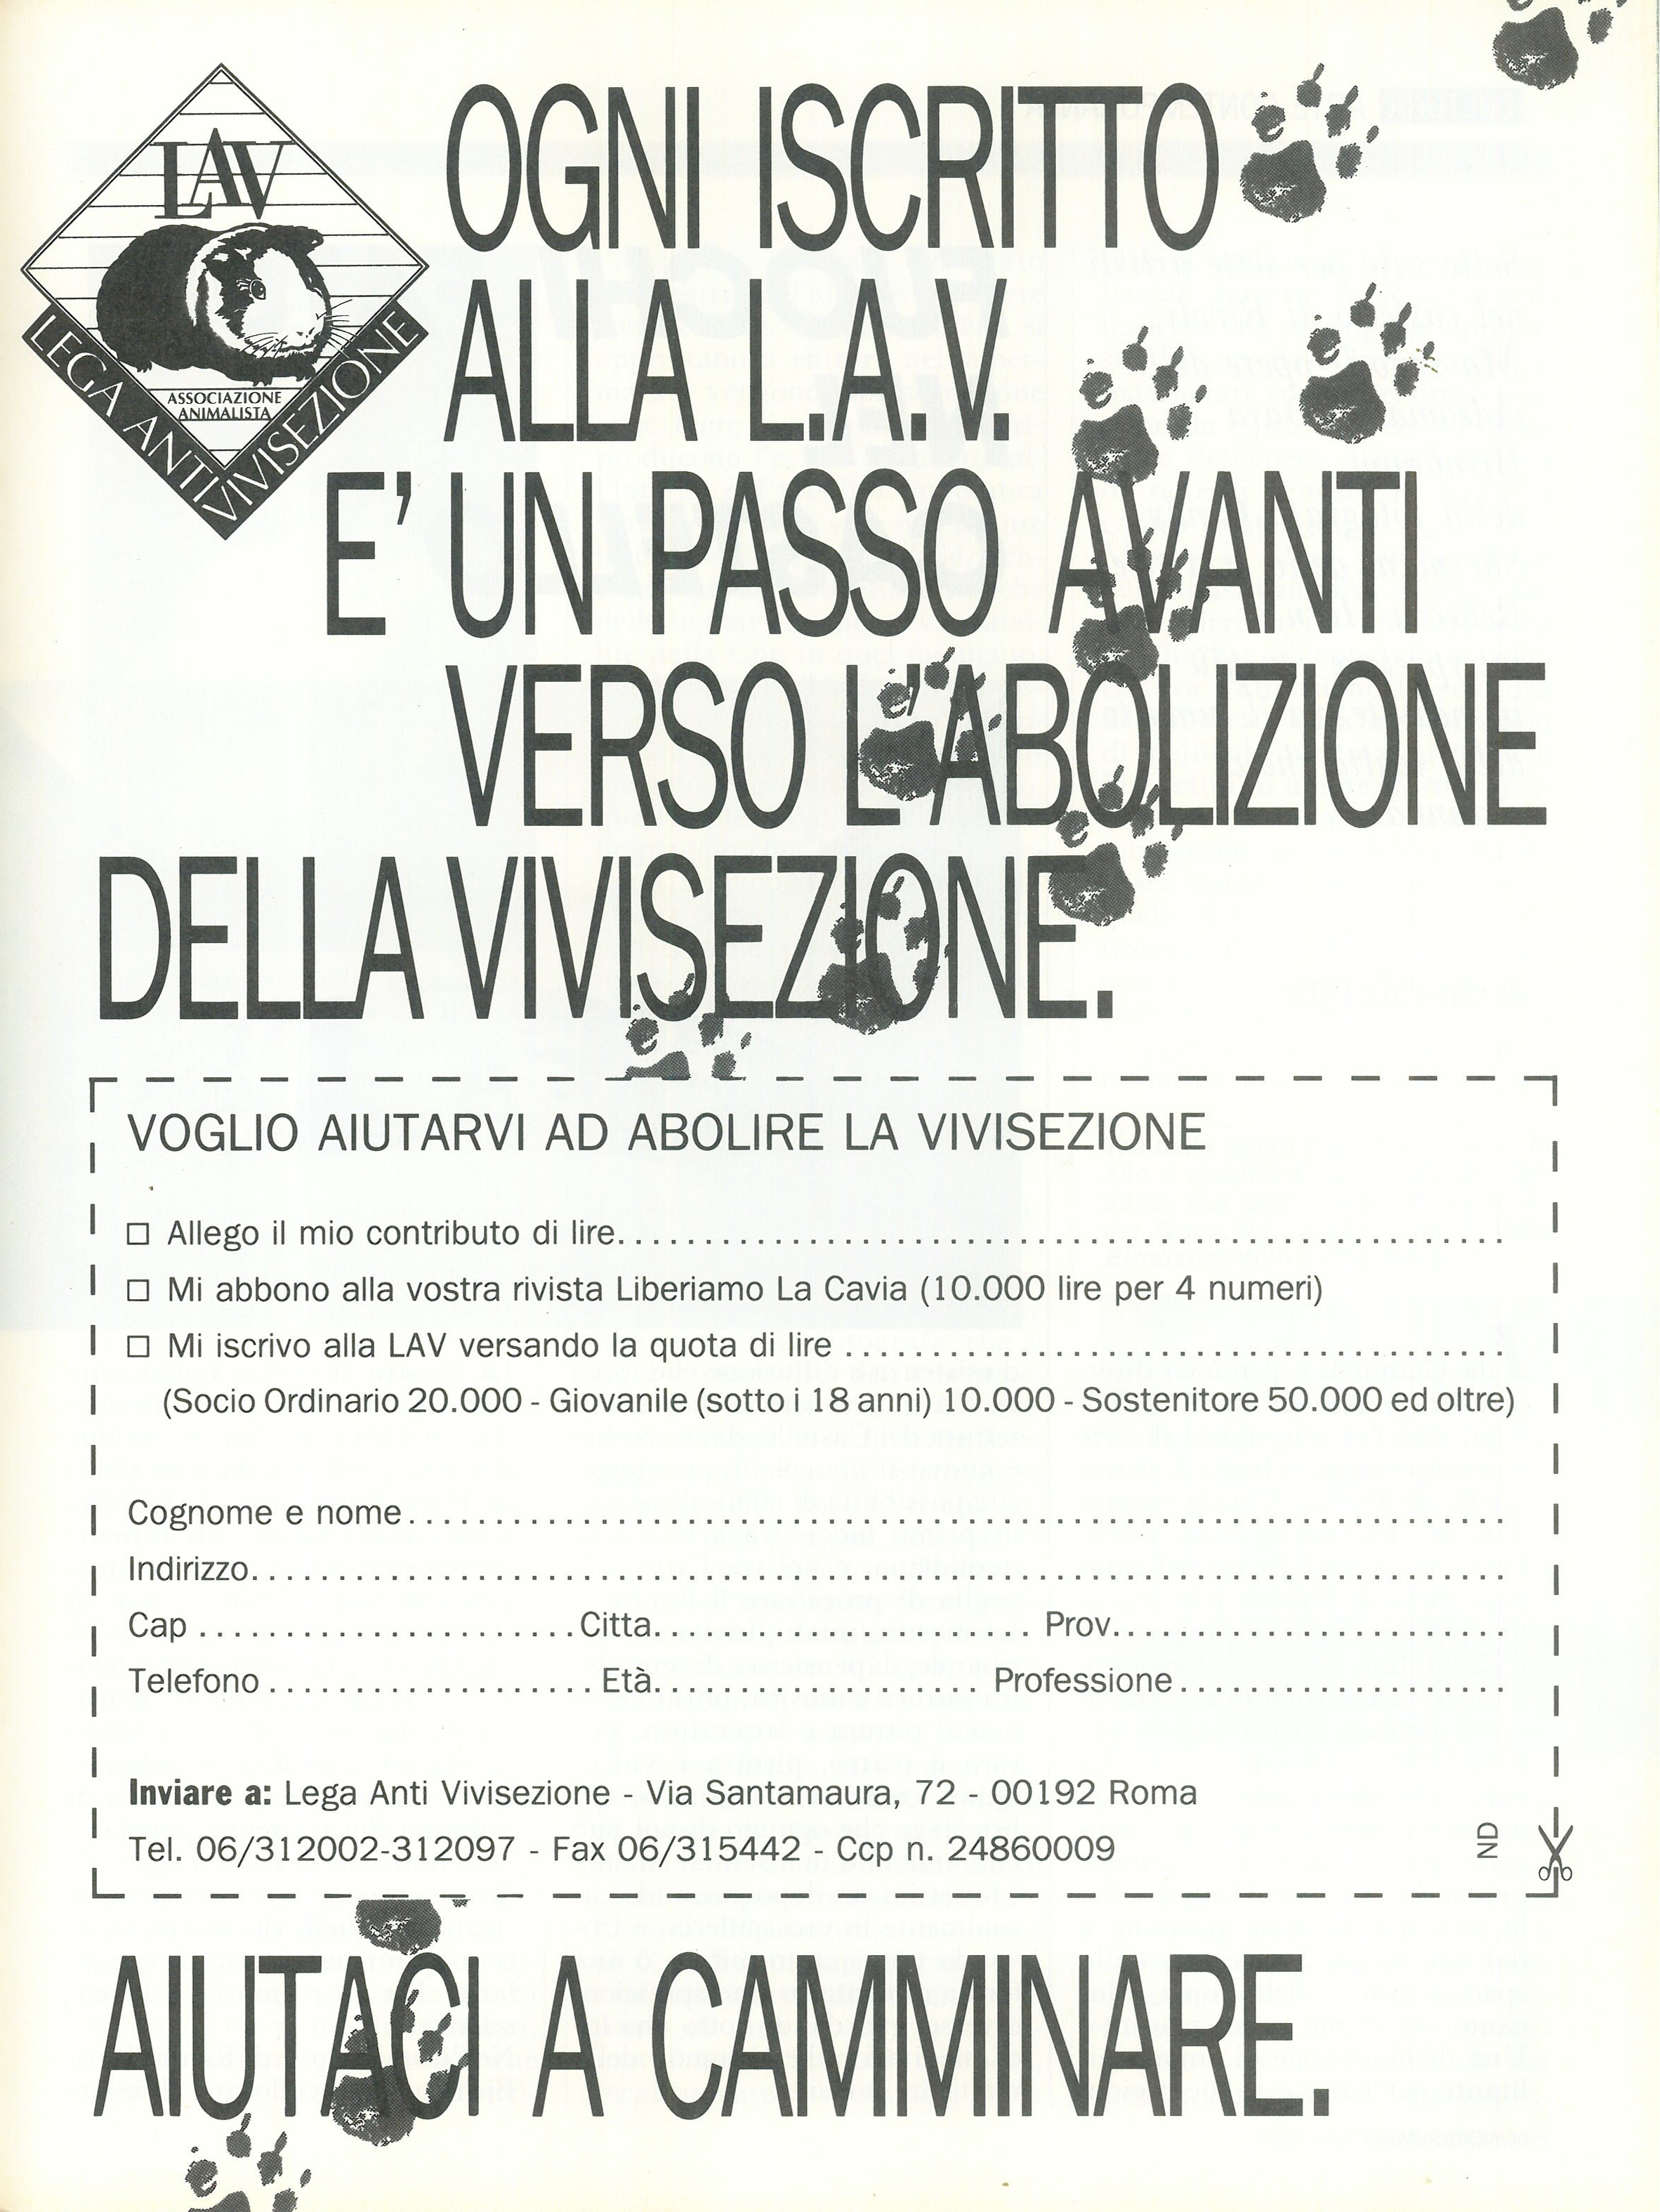 LAV
ASSOCIAZIONE
ANIMALISTA
LEGA ANTIVIVISEZIONE
OGNI ISCRITTO
ALLA L.A.V.
E' UN PASSO AVANTI
VERSO L'ABOLIZIONE
DELLA VIVISEZIONE.
VOGLIO AIUTARVI AD ABOLIRE LA VIVISEZIONE
□ Allego il mio contributo di lire..........
□ Mi abbono alla vostra rivista Liberiamo La Cavia (10.000 lire per 4 numeri)
□ Mi iscrivo alla LAV versando la quota di lire ..........
(Socio Ordinario 20.000 - Giovanile (sotto i 18 anni) 10.000 - Sostenitore 50.000 ed oltre)
Cognome e nome..........
Indirizzo..........
Cap ..........Citta.......... Prov..........
Telefono .......... Età.......... Professione..........
Inviare a: Lega Anti Vivisezione - Via Santamaura, 72 - 00192 Roma
Tel. 06/312002-312097 - Fax 06/315442 - Ccp n. 24860009
ND
AIUTACI A CAMMINARE.